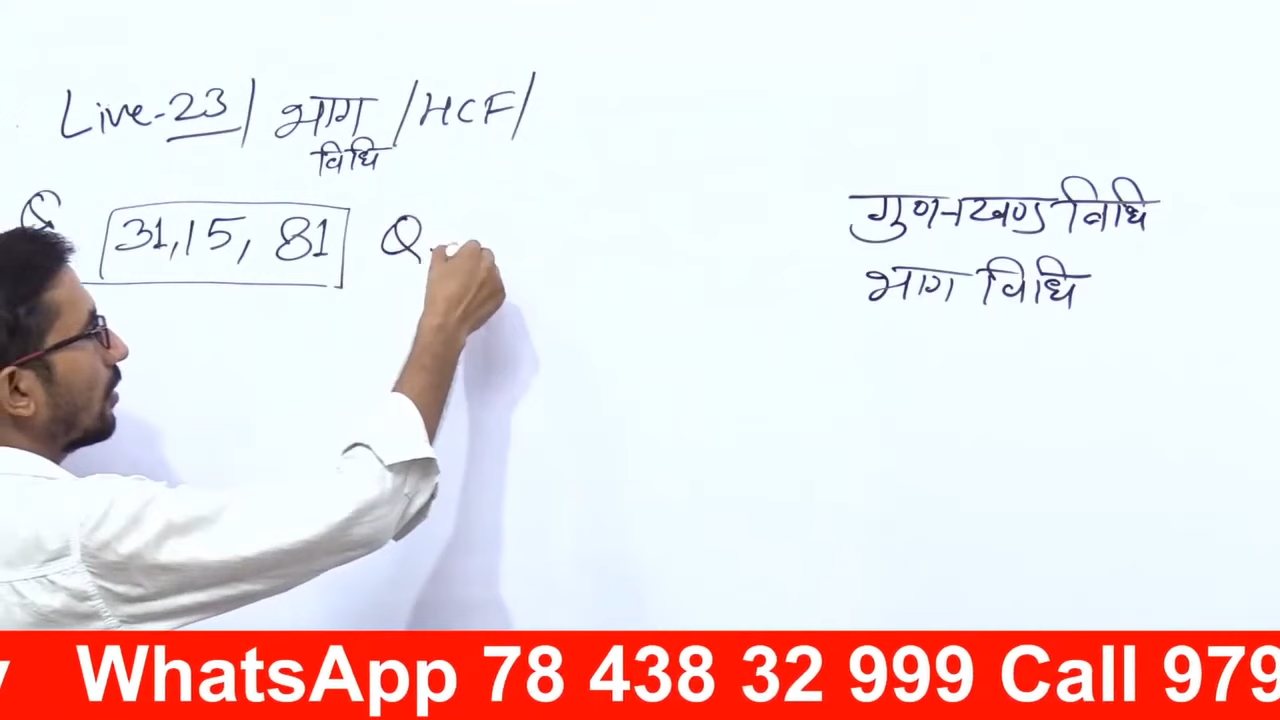 Live-23/ भाग /HCF/
विधि
Q 31,15, 81 Q
गुणनखण्ड विधि
भाग विधि
WhatsApp 78 438 32 999 Call 979